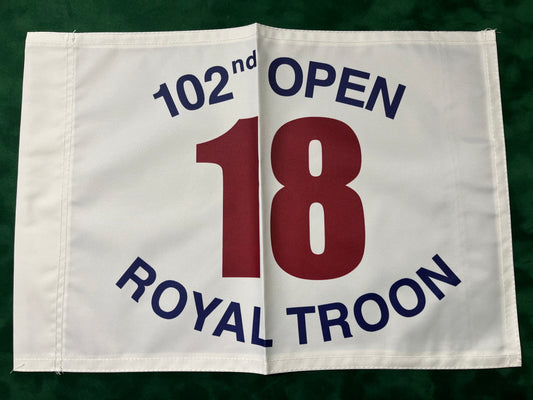 102nd OPEN
18
ROYAL TROON